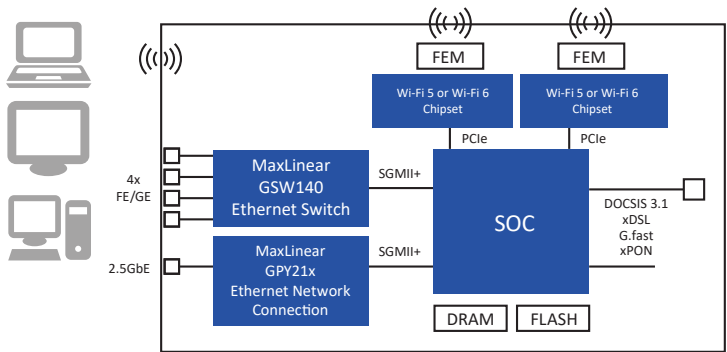 FEM
FEM
Wi-Fi 5 or Wi-Fi 6
Chipset
Wi-Fi 5 or Wi-Fi 6
Chipset
PCIe
PCIe
4x
FE/GE
MaxLinear
GSW140
Ethernet Switch
SGMII+
SOC
DOCSIS 3.1
xDSL
G.fast
xPON
2.5GbE
MaxLinear
GPY21x
Ethernet Network
Connection
SGMII+
DRAM
FLASH